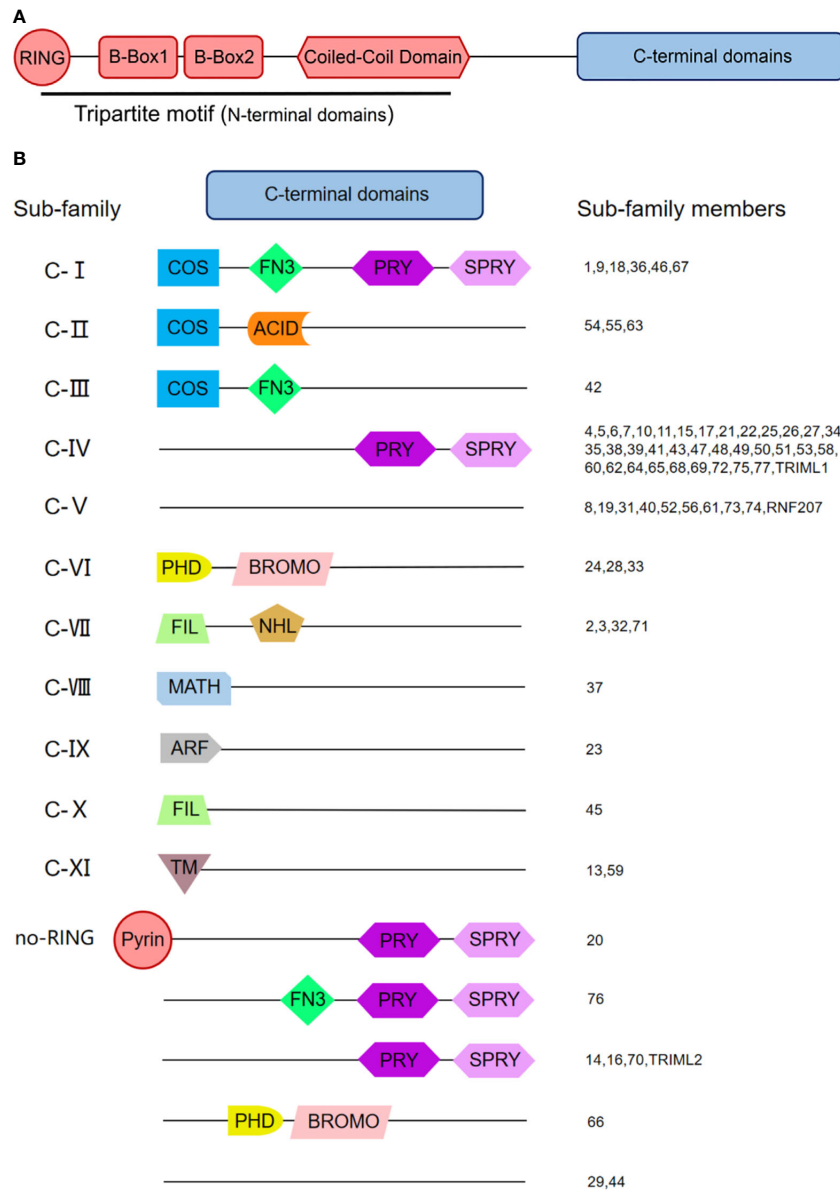 A
RING B-Box1 B-Box2 Coiled-Coil Domain C-terminal domains
Tripartite motif (N-terminal domains)
B
C-terminal domains
Sub-family Sub-family members
C-Ⅰ COS FN3 PRY SPRY 1,9,18,36,46,67
C-Ⅱ COS ACID 54,55,63
C-Ⅲ COS FN3 42
4,5,6,7,10,11,15,17,21,22,25,26,27,34
C-Ⅳ PRY SPRY 35,38,39,41,43,47,48,49,50,51,53,58,
60,62,64,65,68,69,72,75,77,TRIML1
C-Ⅴ 8,19,31,40,52,56,61,73,74,RNF207
C-Ⅵ PHD BROMO 24,28,33
C-Ⅶ FIL NHL 2,3,32,71
C-Ⅷ MATH 37
C-Ⅸ ARF 23
C-Ⅹ FIL 45
C-Ⅺ TM 13,59
no-RING Pyrin PRY SPRY 20
FN3 PRY SPRY 76
PRY SPRY 14,16,70,TRIML2
PHD BROMO 66
29,44